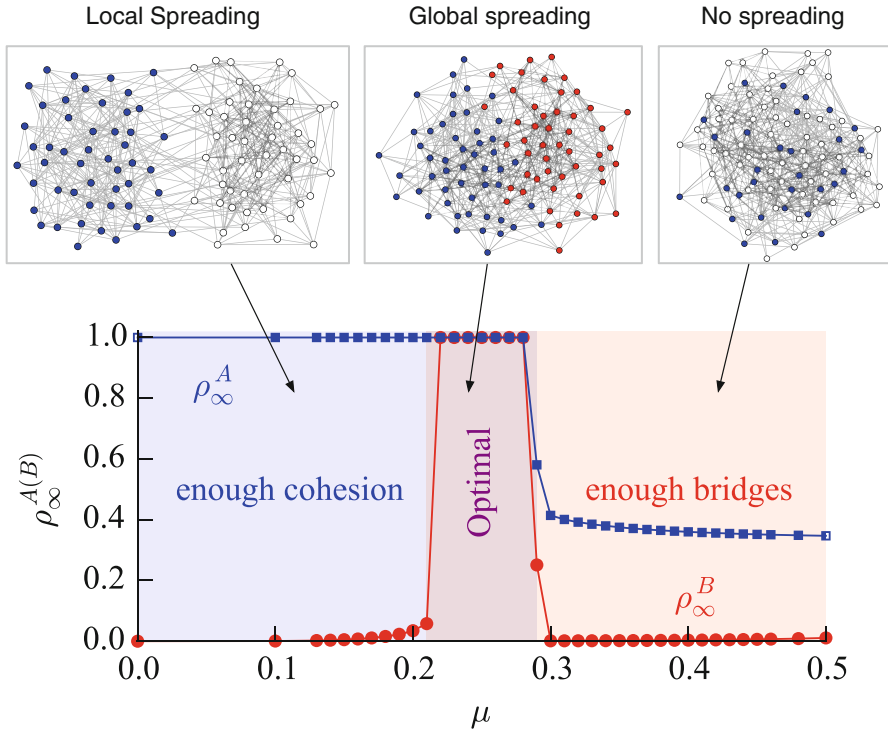 Local Spreading
Global spreading
No spreading
1.0
0.8
0.6
0.4
0.2
0.0
ρ∞^A(B)
ρ∞^A
enough cohesion
Optimal
enough bridges
ρ∞^B
0.0
0.1
0.2
0.3
0.4
0.5
μ